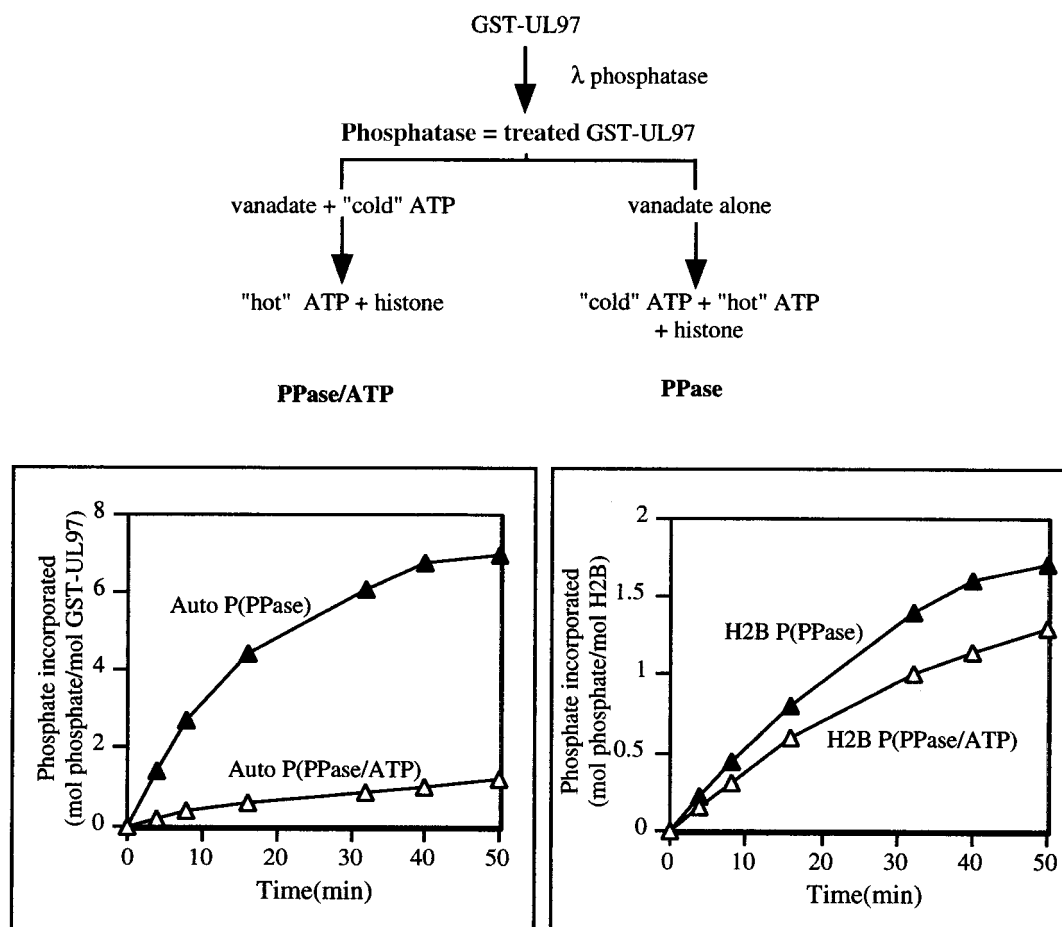 GST-UL97
λ phosphatase
Phosphatase = treated GST-UL97
vanadate + "cold" ATP
vanadate alone
"hot" ATP + histone
"cold" ATP + "hot" ATP
+ histone
PPase/ATP
PPase
Phosphate incorporated
(mol phosphate/mol GST-UL97)
8
6
4
2
0
Auto P(PPase)
Auto P(PPase/ATP)
0 10 20 30 40 50
Time(min)
Phosphate incorporated
(mol phosphate/mol H2B)
2
1.5
1
0.5
0
H2B P(PPase)
H2B P(PPase/ATP)
0 10 20 30 40 50
Time(min)